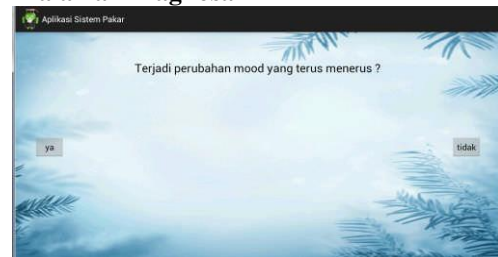 Aplikasi Sistem Pakar
Terjadi perubahan mood yang terus menerus ?
ya
tidak